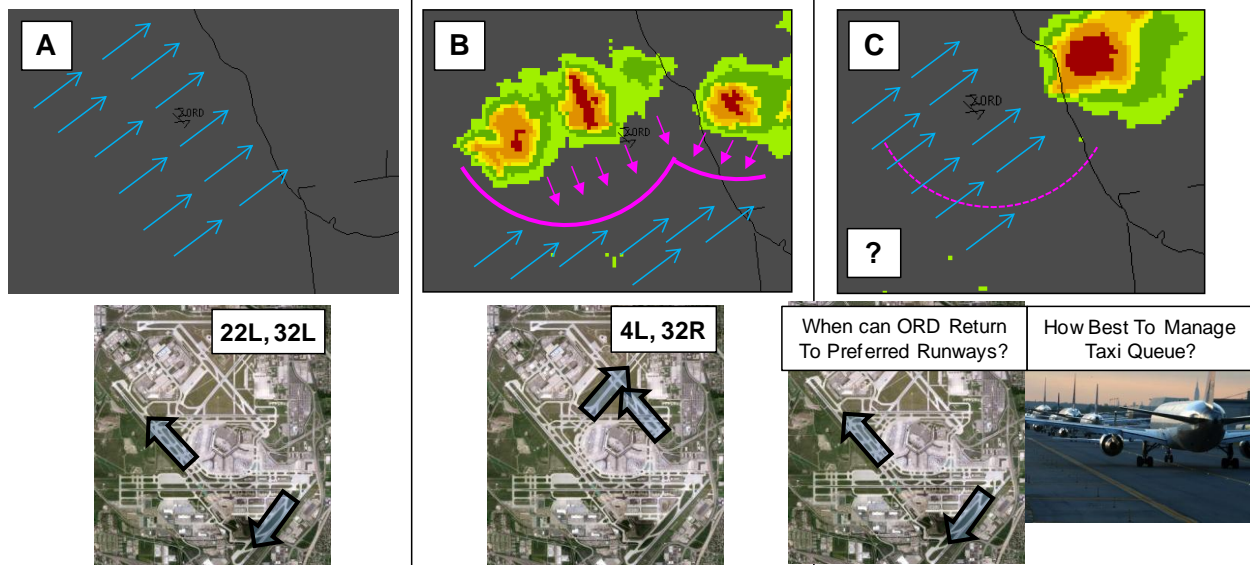 A
ORD
B
ORD
C
ORD
?
22L, 32L
4L, 32R
When can ORD Return
To Preferred Runways?
How Best To Manage
Taxi Queue?